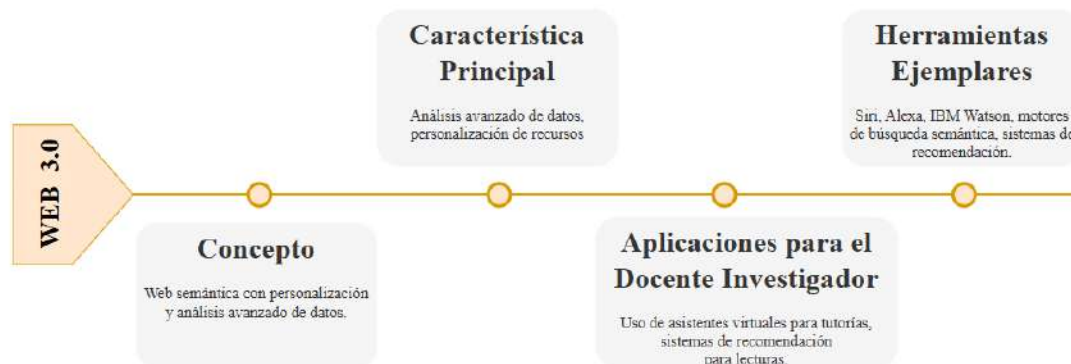 WEB 3.0
Concepto
Web semántica con personalización
y análisis avanzado de datos.
Característica
Principal
Análisis avanzado de datos,
personalización de recursos
Aplicaciones para el
Docente Investigador
Uso de asistentes virtuales para tutorías,
sistemas de recomendación
para lecturas.
Herramientas
Ejemplares
Siri, Alexa, IBM Watson, motores
de búsqueda semántica, sistemas de
recomendación.